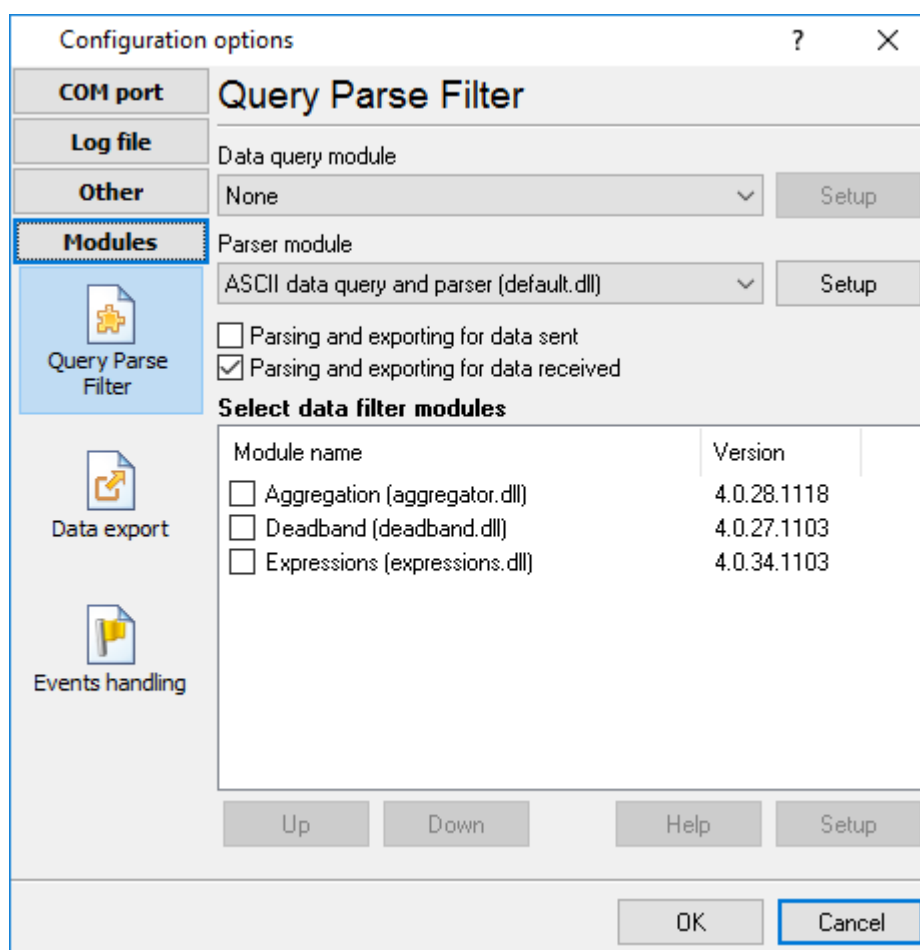 Configuration options
?
COM port
Log file
Other
Modules
Query Parse
Filter
Data export
Events handling
Query Parse Filter
Data query module
None
Setup
Parser module
ASCII data query and parser (default.dll)
Setup
Parsing and exporting for data sent
Parsing and exporting for data received
Select data filter modules
Module name Version
Aggregation (aggregator.dll) 4.0.28.1118
Deadband (deadband.dll) 4.0.27.1103
Expressions (expressions.dll) 4.0.34.1103
Up Down Help Setup
OK Cancel